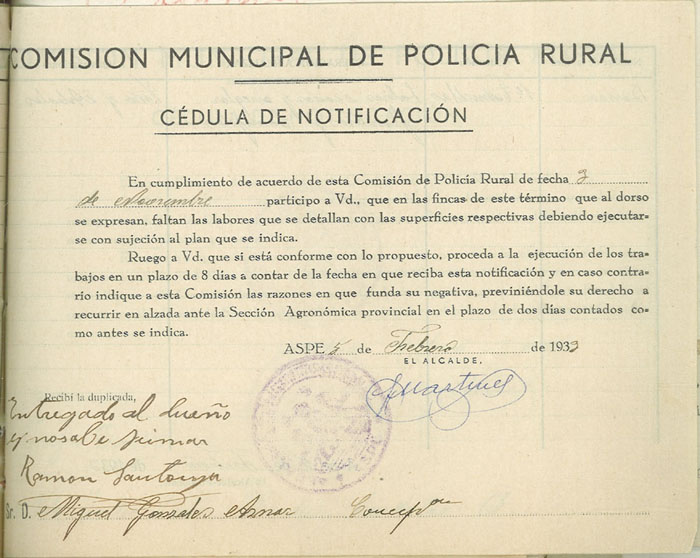 COMISION MUNICIPAL DE POLICIA RURAL
CÉDULA DE NOTIFICACIÓN
En cumplimiento de acuerdo de esta Comisión de Policía Rural de fecha 3
de Noviembre participo a Vd., que en las fincas de este término que al dorso
se expresan, faltan las labores que se detallan con las superficies respectivas debiendo ejecutar-
se con sujeción al plan que se indica.
Ruego a Vd. que si está conforme con lo propuesto, proceda a la ejecución de los tra-
bajos en un plazo de 8 días a contar de la fecha en que reciba esta notificación y en caso contra-
rio indique a esta Comisión las razones en que funda su negativa, previniéndole su derecho a
recurrir en alzada ante la Sección Agronómica provincial en el plazo de dos días contados co-
mo antes se indica.
ASPE 5 de Febrero de 1933
EL ALCALDE,
Martinez
Recibí la duplicada,
Entregado al dueño
y no sabe firmar
Ramon Santonja
Sr. D. Miguel Gonzales Aznar